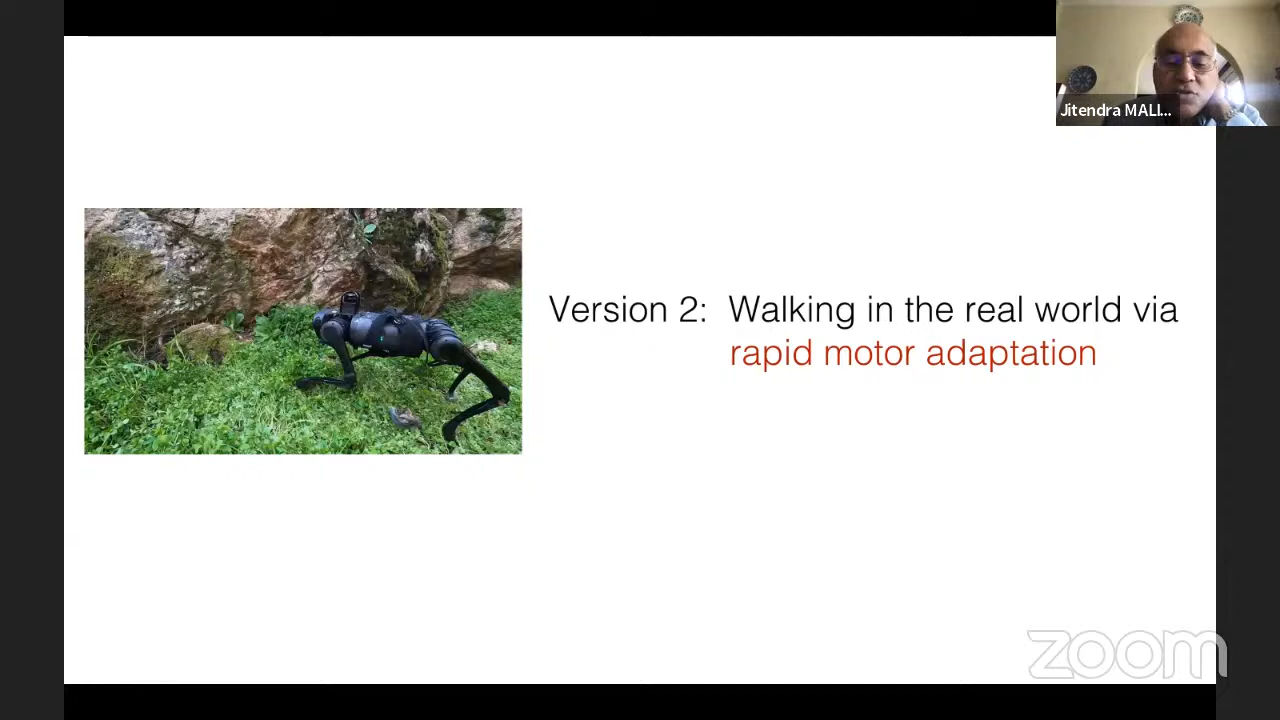 Jitendra MALI...
Version 2: Walking in the real world via
rapid motor adaptation
zoom